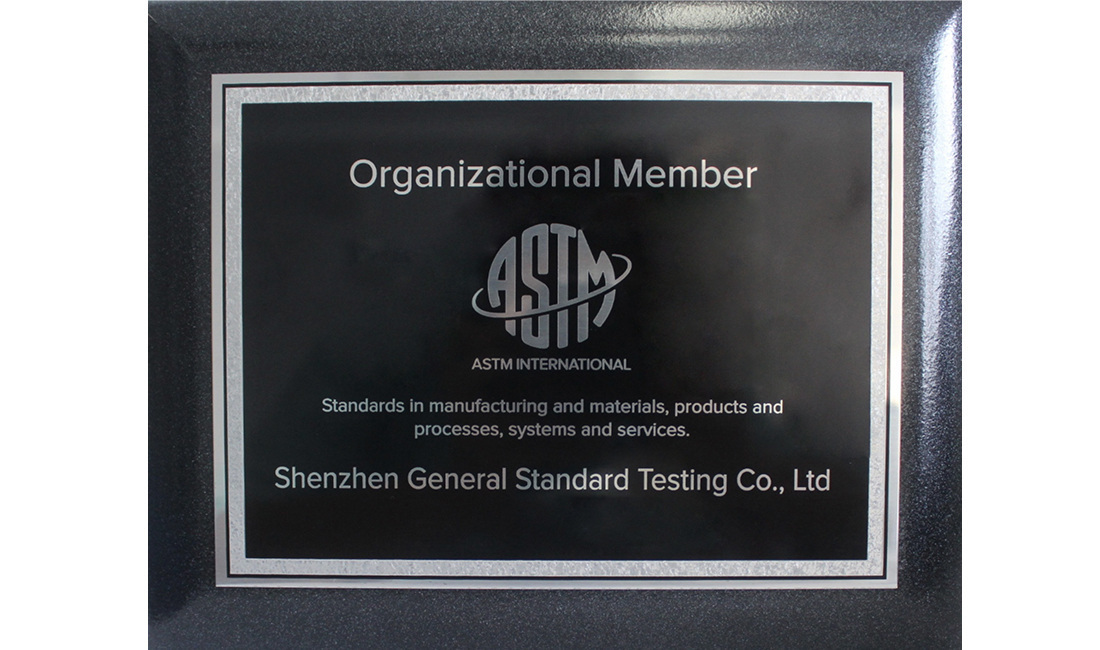 Organizational Member
ASTM
ASTM INTERNATIONAL
Standards in manufacturing and materials, products and
processes, systems and services.
Shenzhen General Standard Testing Co., Ltd